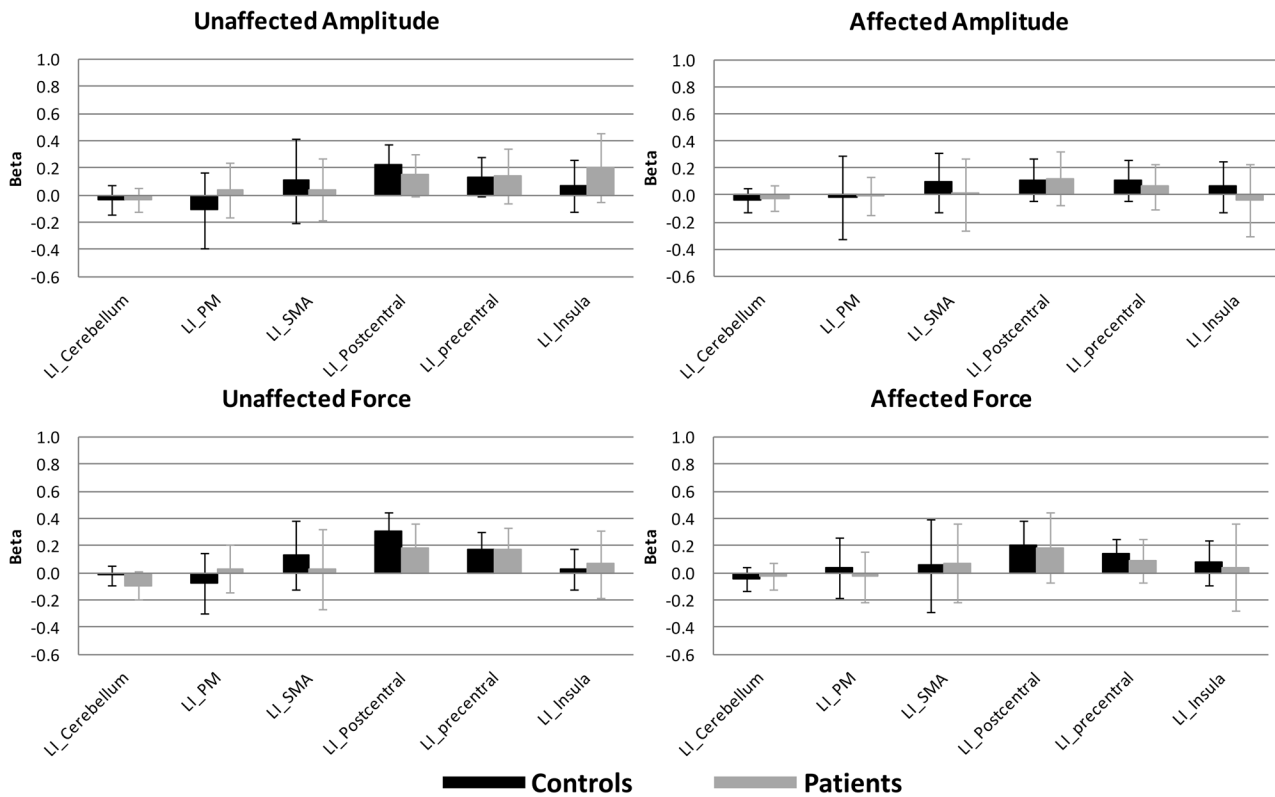 Unaffected Amplitude
Beta
1.0
0.8
0.6
0.4
0.2
0.0
-0.2
-0.4
-0.6
LI_Cerebellum
LI_PM
LI_SMA
LI_Postcentral
LI_precentral
LI_Insula
Affected Amplitude
Beta
1.0
0.8
0.6
0.4
0.2
0.0
-0.2
-0.4
-0.6
LI_Cerebellum
LI_PM
LI_SMA
LI_Postcentral
LI_precentral
LI_Insula
Unaffected Force
Beta
1.0
0.8
0.6
0.4
0.2
0.0
-0.2
-0.4
-0.6
LI_Cerebellum
LI_PM
LI_SMA
LI_Postcentral
LI_precentral
LI_Insula
Affected Force
Beta
1.0
0.8
0.6
0.4
0.2
0.0
-0.2
-0.4
-0.6
LI_Cerebellum
LI_PM
LI_SMA
LI_Postcentral
LI_precentral
LI_Insula
Controls
Patients